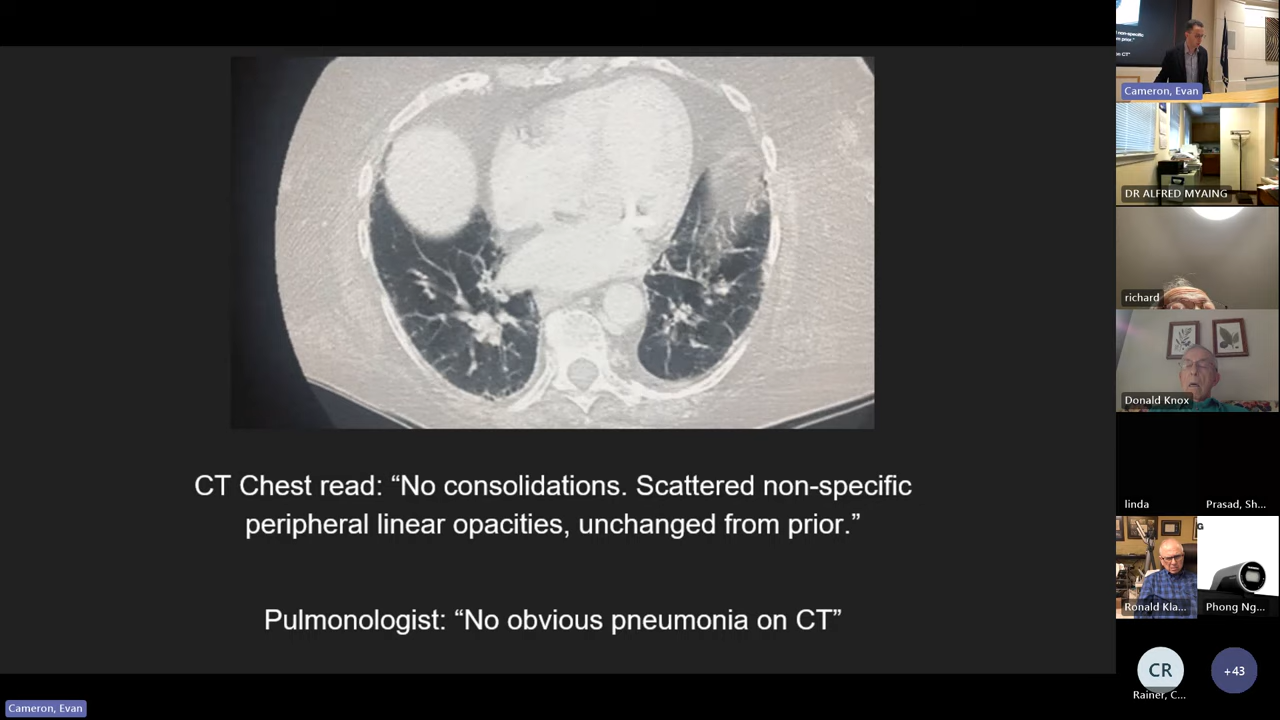 CT Chest read: “No consolidations. Scattered non-specific
peripheral linear opacities, unchanged from prior.”
Pulmonologist: “No obvious pneumonia on CT”
Cameron, Evan
DR ALFRED MYAING
richard
Donald Knox
linda
Prasad, Sh...
Ronald Kla...
Phong Ng...
CR
+43
Rainer, C...
Cameron, Evan